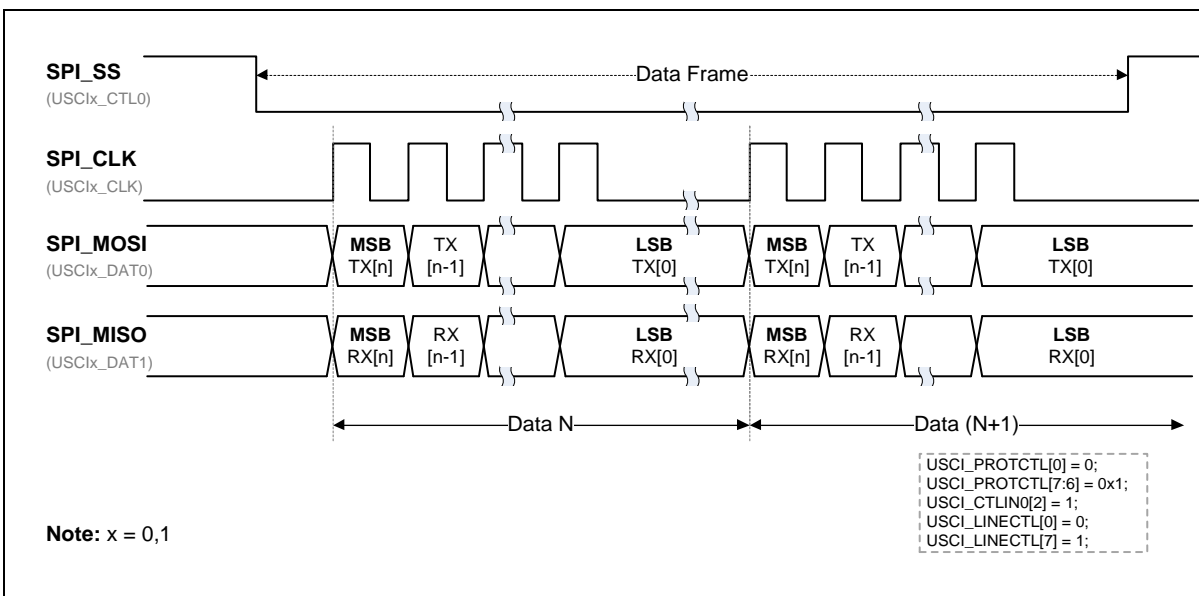 SPI_SS
(USCIx_CTL0)
Data Frame
SPI_CLK
(USCIx_CLK)
SPI_MOSI
(USCIx_DAT0)
MSB TX LSB MSB TX LSB
TX[n] [n-1] TX[0] TX[n] [n-1] TX[0]
SPI_MISO
(USCIx_DAT1)
MSB RX LSB MSB RX LSB
RX[n] [n-1] RX[0] RX[n] [n-1] RX[0]
Data N Data (N+1)
USCI_PROTCTL[0] = 0;
USCI_PROTCTL[7:6] = 0x1;
USCI_CTLIN0[2] = 1;
USCI_LINECTL[0] = 0;
USCI_LINECTL[7] = 1;
Note: x = 0,1